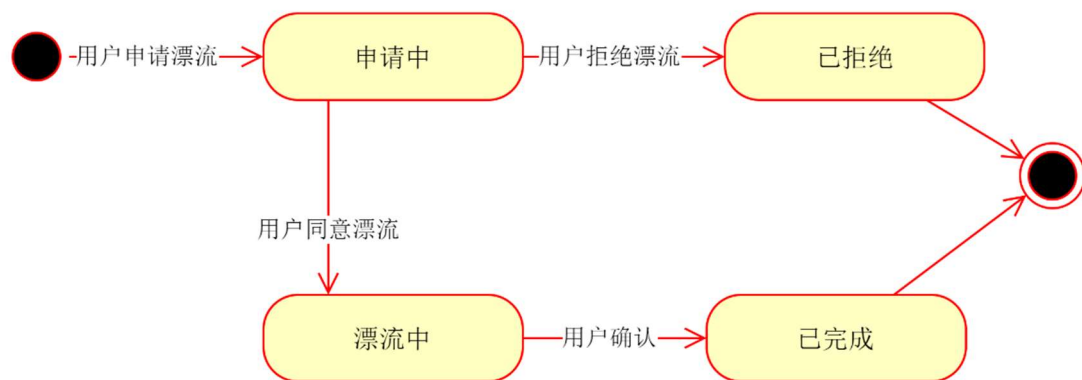 用户申请漂流
申请中
用户拒绝漂流
已拒绝
用户同意漂流
漂流中
用户确认
已完成